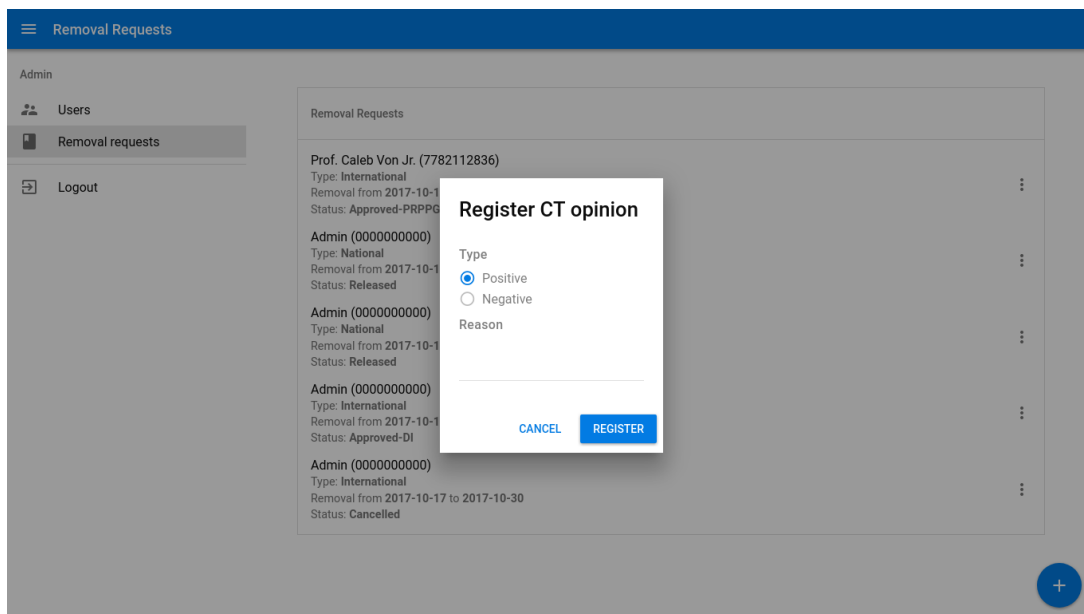 Removal Requests
Admin
Users
Removal requests
Logout
Removal Requests
Prof. Caleb Von Jr. (7782112836)
Type: International
Removal from 2017-10-1
Status: Approved-PRPPG
Admin (0000000000)
Type: National
Removal from 2017-10-1
Status: Released
Admin (0000000000)
Type: National
Removal from 2017-10-1
Status: Released
Admin (0000000000)
Type: International
Removal from 2017-10-1
Status: Approved-DI
Admin (0000000000)
Type: International
Removal from 2017-10-17 to 2017-10-30
Status: Cancelled
Register CT opinion
Type
Positive
Negative
Reason
CANCEL REGISTER